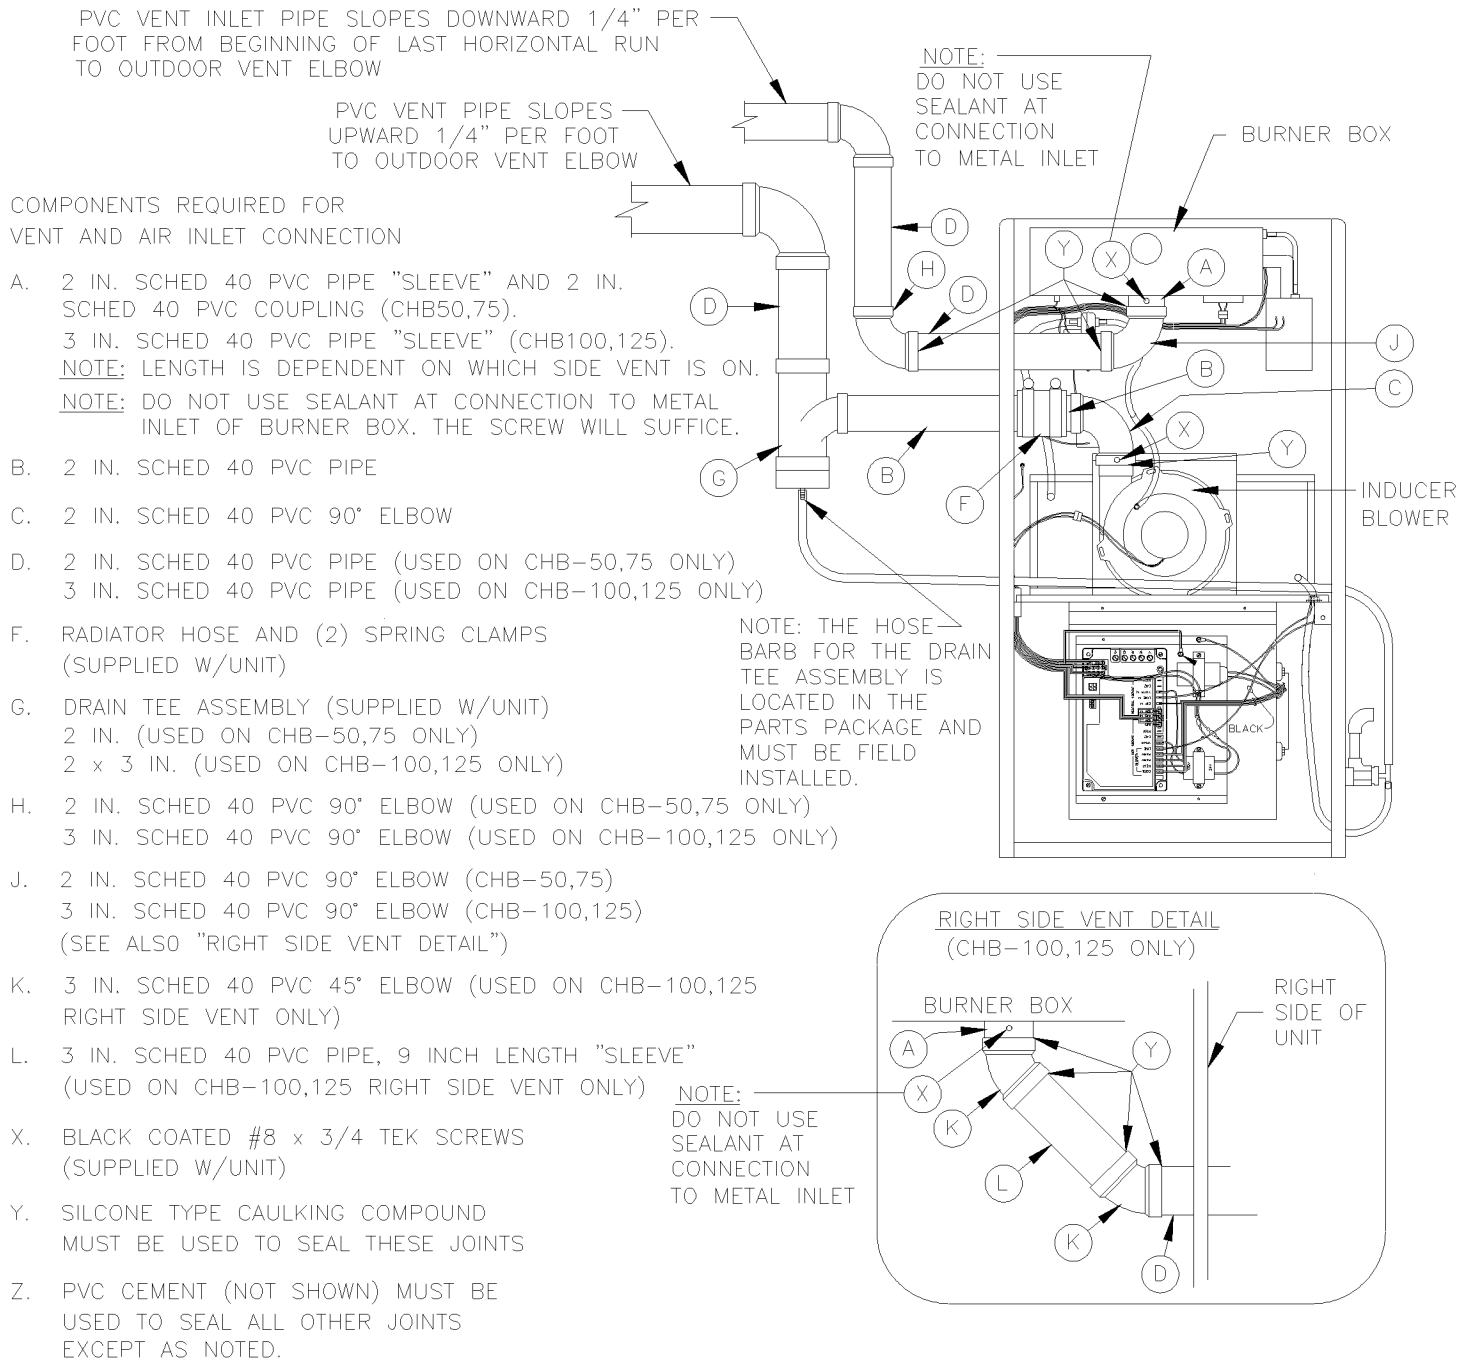 PVC VENT INLET PIPE SLOPES DOWNWARD 1/4" PER
FOOT FROM BEGINNING OF LAST HORIZONTAL RUN
TO OUTDOOR VENT ELBOW
PVC VENT PIPE SLOPES
UPWARD 1/4" PER FOOT
TO OUTDOOR VENT ELBOW
NOTE:
DO NOT USE
SEALANT AT
CONNECTION
TO METAL INLET
BURNER BOX
COMPONENTS REQUIRED FOR
VENT AND AIR INLET CONNECTION
A. 2 IN. SCHED 40 PVC PIPE "SLEEVE" AND 2 IN.
SCHED 40 PVC COUPLING (CHB50,75).
3 IN. SCHED 40 PVC PIPE "SLEEVE" (CHB100,125).
NOTE: LENGTH IS DEPENDENT ON WHICH SIDE VENT IS ON.
NOTE: DO NOT USE SEALANT AT CONNECTION TO METAL
INLET OF BURNER BOX. THE SCREW WILL SUFFICE.
B. 2 IN. SCHED 40 PVC PIPE
C. 2 IN. SCHED 40 PVC 90° ELBOW
D. 2 IN. SCHED 40 PVC PIPE (USED ON CHB-50,75 ONLY)
3 IN. SCHED 40 PVC PIPE (USED ON CHB-100,125 ONLY)
F. RADIATOR HOSE AND (2) SPRING CLAMPS
(SUPPLIED W/UNIT)
G. DRAIN TEE ASSEMBLY (SUPPLIED W/UNIT)
2 IN. (USED ON CHB-50,75 ONLY)
2 x 3 IN. (USED ON CHB-100,125 ONLY)
H. 2 IN. SCHED 40 PVC 90° ELBOW (USED ON CHB-50,75 ONLY)
3 IN. SCHED 40 PVC 90° ELBOW (USED ON CHB-100,125 ONLY)
J. 2 IN. SCHED 40 PVC 90° ELBOW (CHB-50,75)
3 IN. SCHED 40 PVC 90° ELBOW (CHB-100,125)
(SEE ALSO "RIGHT SIDE VENT DETAIL")
K. 3 IN. SCHED 40 PVC 45° ELBOW (USED ON CHB-100,125
RIGHT SIDE VENT ONLY)
L. 3 IN. SCHED 40 PVC PIPE, 9 INCH LENGTH "SLEEVE"
(USED ON CHB-100,125 RIGHT SIDE VENT ONLY)
X. BLACK COATED #8 x 3/4 TEK SCREWS
(SUPPLIED W/UNIT)
Y. SILCONE TYPE CAULKING COMPOUND
MUST BE USED TO SEAL THESE JOINTS
Z. PVC CEMENT (NOT SHOWN) MUST BE
USED TO SEAL ALL OTHER JOINTS
EXCEPT AS NOTED.
D
H
D
D
Y
X
A
J
B
C
X
Y
G
B
F
INDUCER
BLOWER
NOTE: THE HOSE
BARB FOR THE DRAIN
TEE ASSEMBLY IS
LOCATED IN THE
PARTS PACKAGE AND
MUST BE FIELD
INSTALLED.
BLACK
RIGHT SIDE VENT DETAIL
(CHB-100,125 ONLY)
BURNER BOX
RIGHT
SIDE OF
UNIT
A
Y
X
K
L
K
D
NOTE:
DO NOT USE
SEALANT AT
CONNECTION
TO METAL INLET